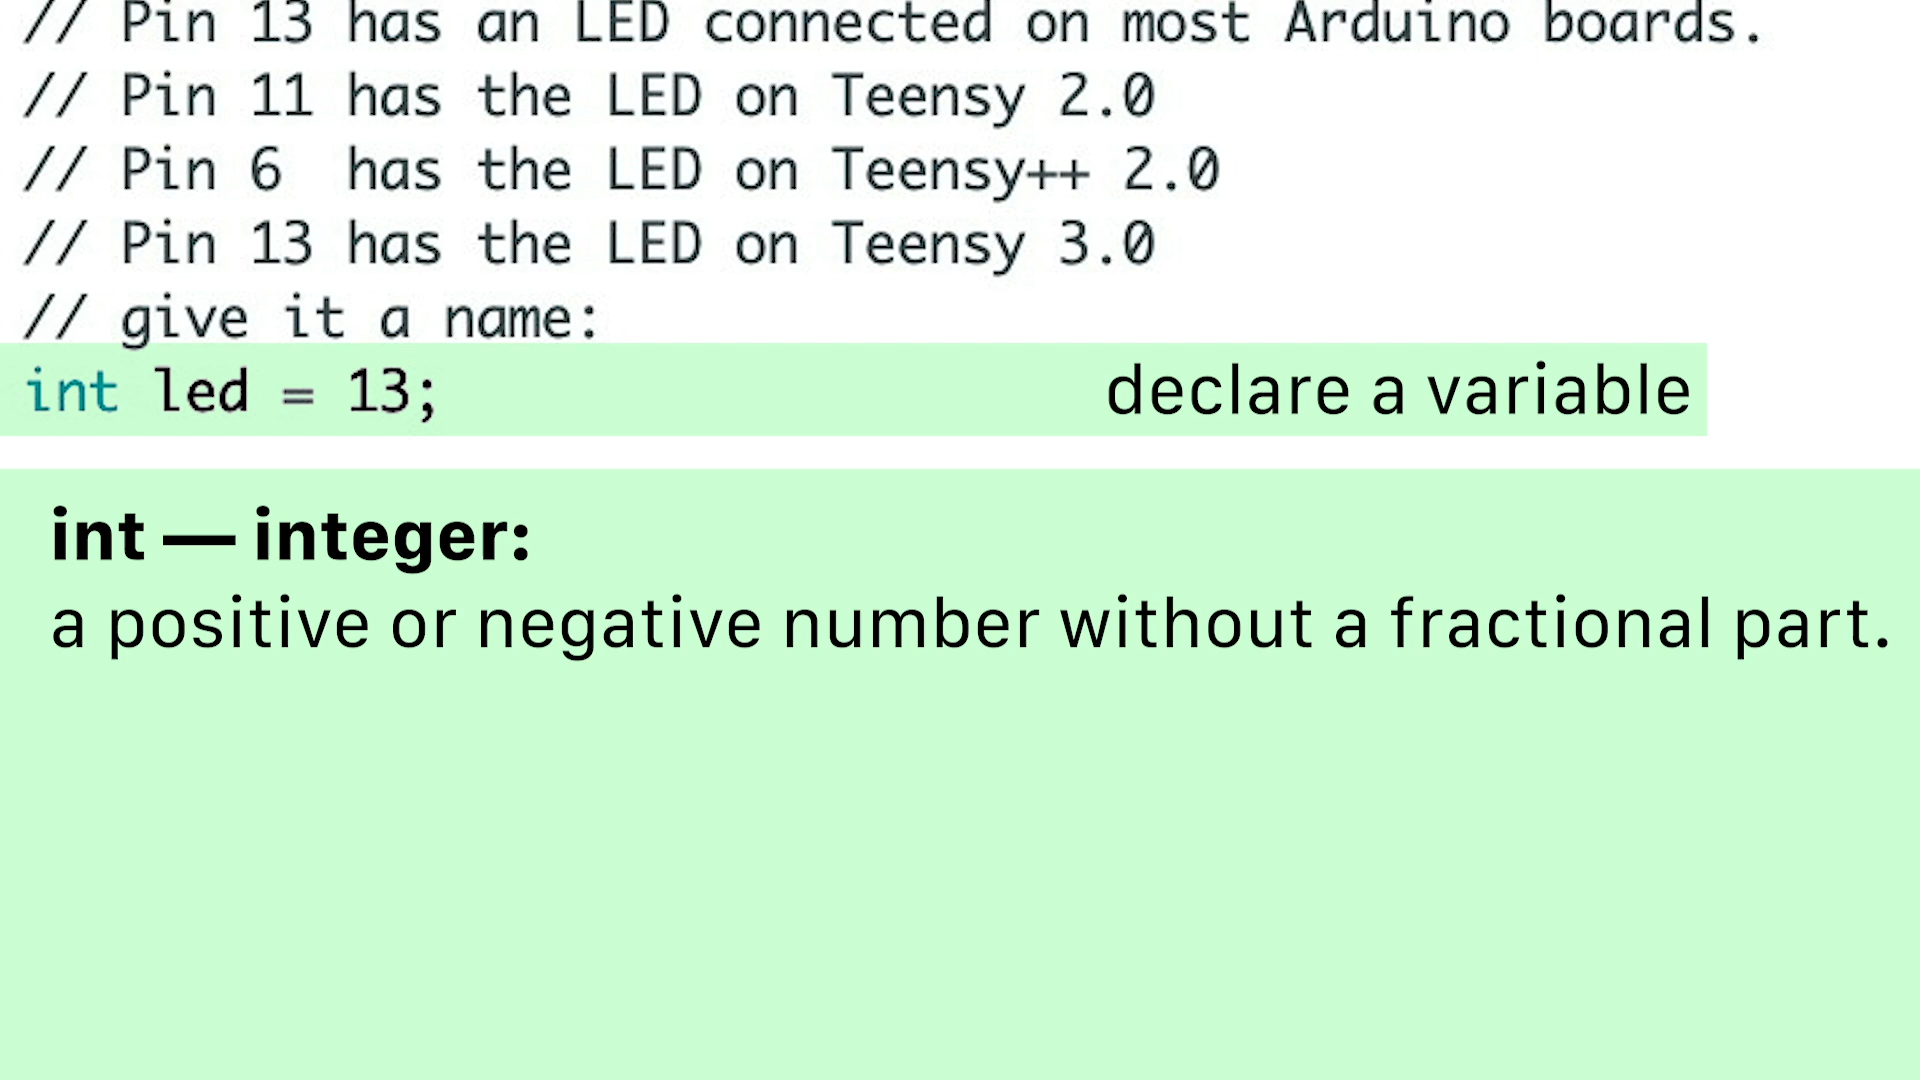 // Pin 13 has an LED connected on most Arduino boards.
// Pin 11 has the LED on Teensy 2.0
// Pin 6  has the LED on Teensy++ 2.0
// Pin 13 has the LED on Teensy 3.0
// give it a name:
int led = 13; declare a variable
int — integer:
a positive or negative number without a fractional part.